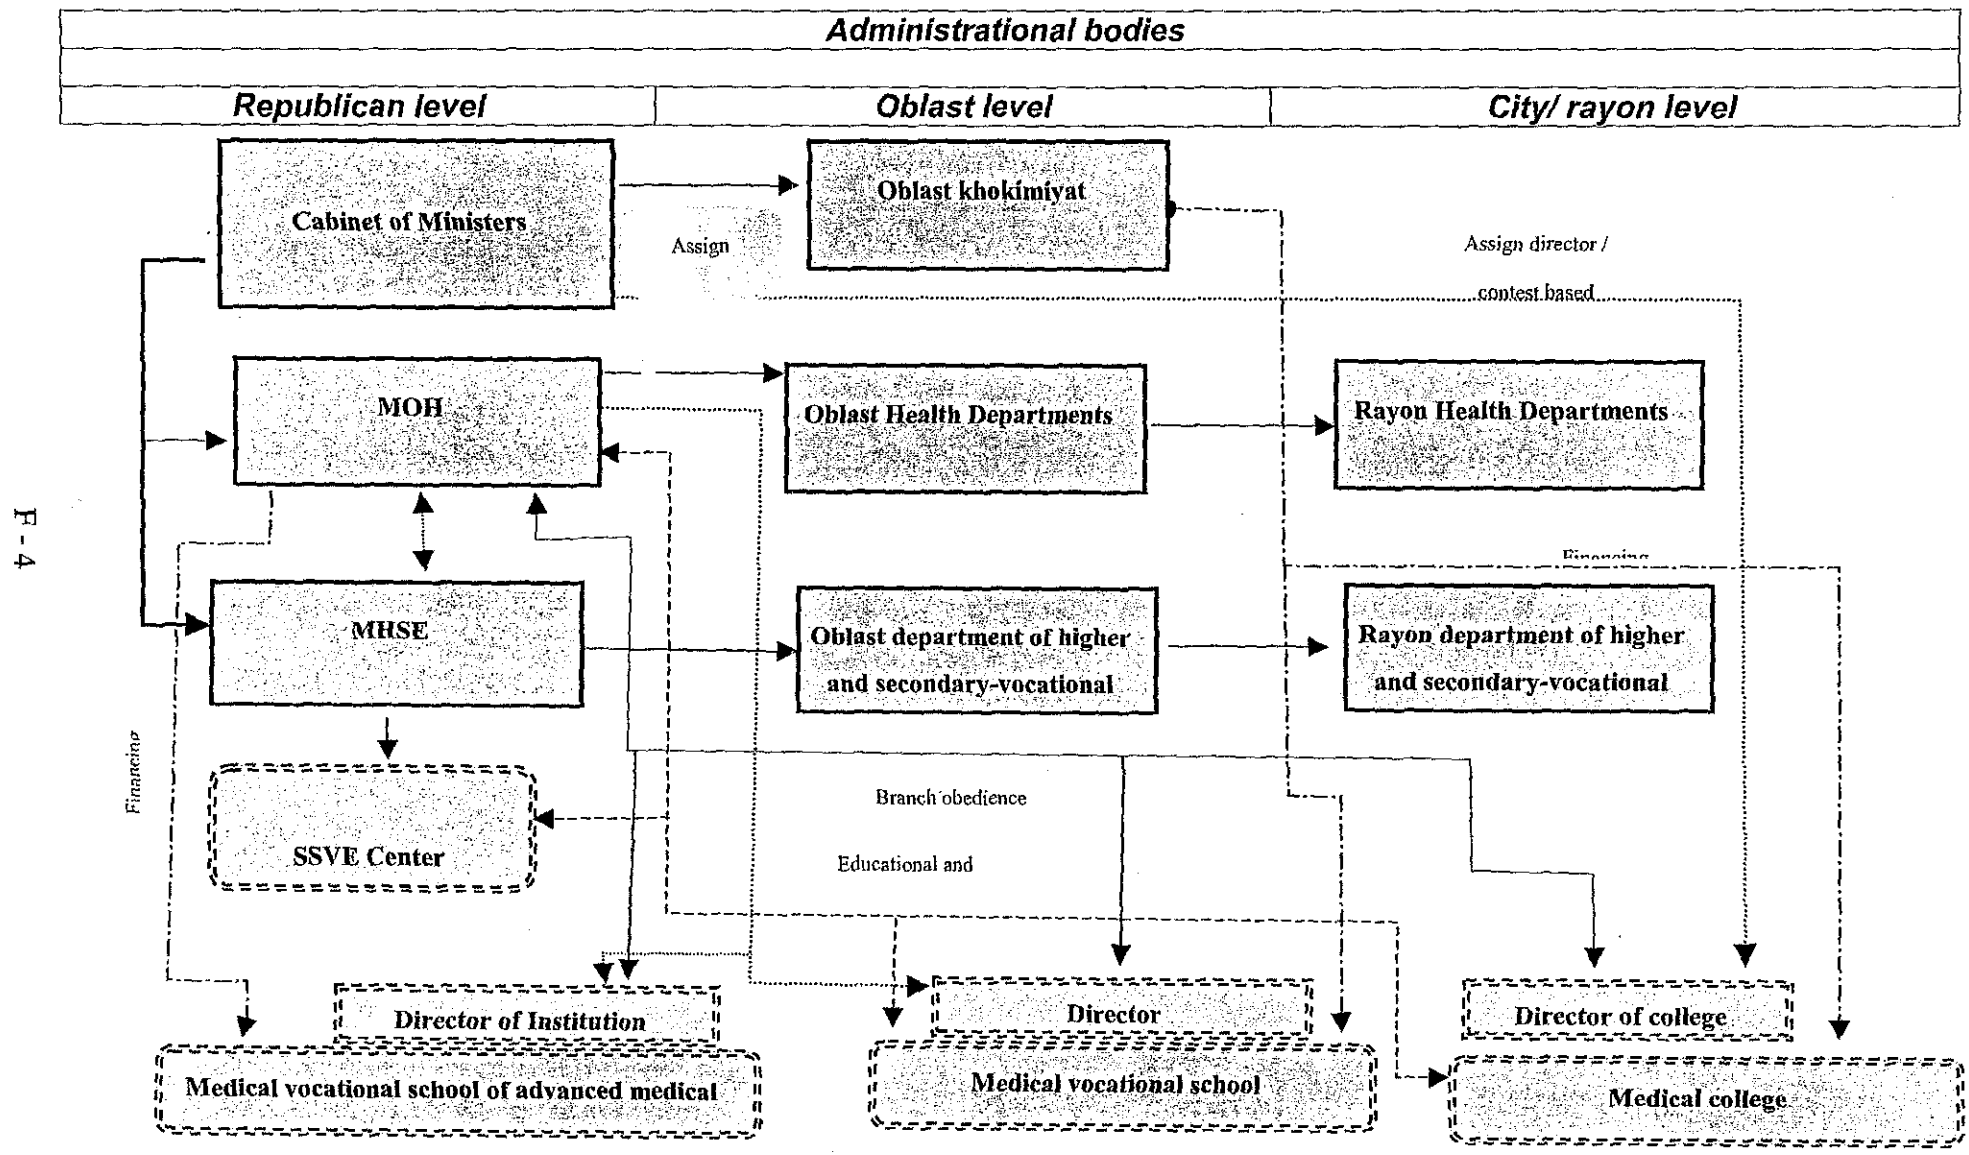 Administrational bodies
Republican level
Oblast level
City/ rayon level
Cabinet of Ministers
Oblast khokimiyat
Assign
Assign director /
contest based
MOH
Oblast Health Departments
Rayon Health Departments
F - 4
Financing
MHSE
Oblast department of higher
and secondary-vocational
Rayon department of higher
and secondary-vocational
Financing
SSVE Center
Branch obedience
Educational and
Director of Institution
Medical vocational school of advanced medical
Director
Medical vocational school
Director of college
Medical college